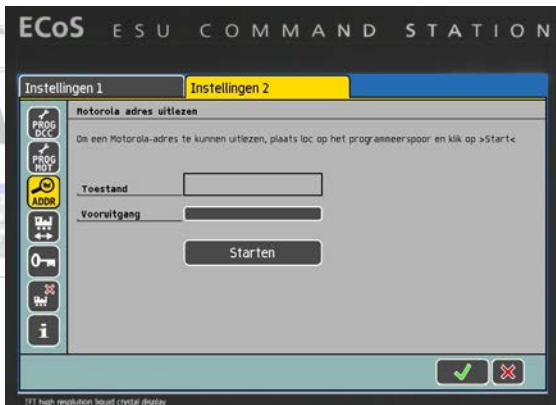 ECoS ESU COMMAND STATION
Instellingen 1 Instellingen 2
Motorola adres uitlezen
Om een Motorola-adres te kunnen uitlezen, plaats loc op het programmeerspoor en klik op >Start<
PROG DCC
PROG MOT
ADDR
Toestand
Vooruitgang
Starten
i
TFT high resolution liquid crystal display